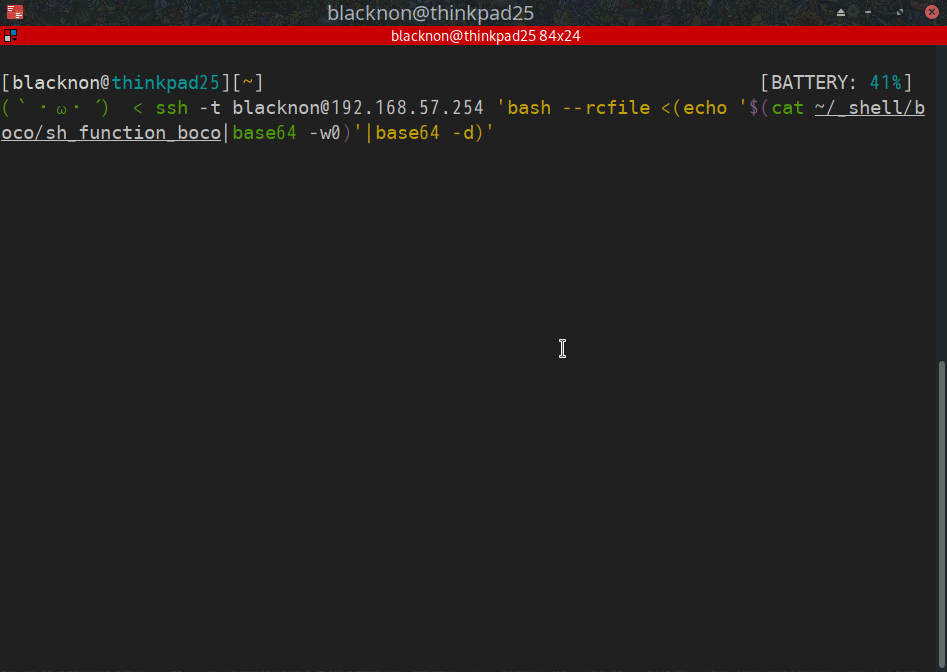 blacknon@thinkpad25
blacknon@thinkpad25 84x24
[blacknon@thinkpad25][~] [BATTERY: 41%]
(｀・ω・´) < ssh -t blacknon@192.168.57.254 'bash --rcfile <(echo '$(cat ~/_shell/b
oco/sh_function_boco|base64 -w0)'|base64 -d)'